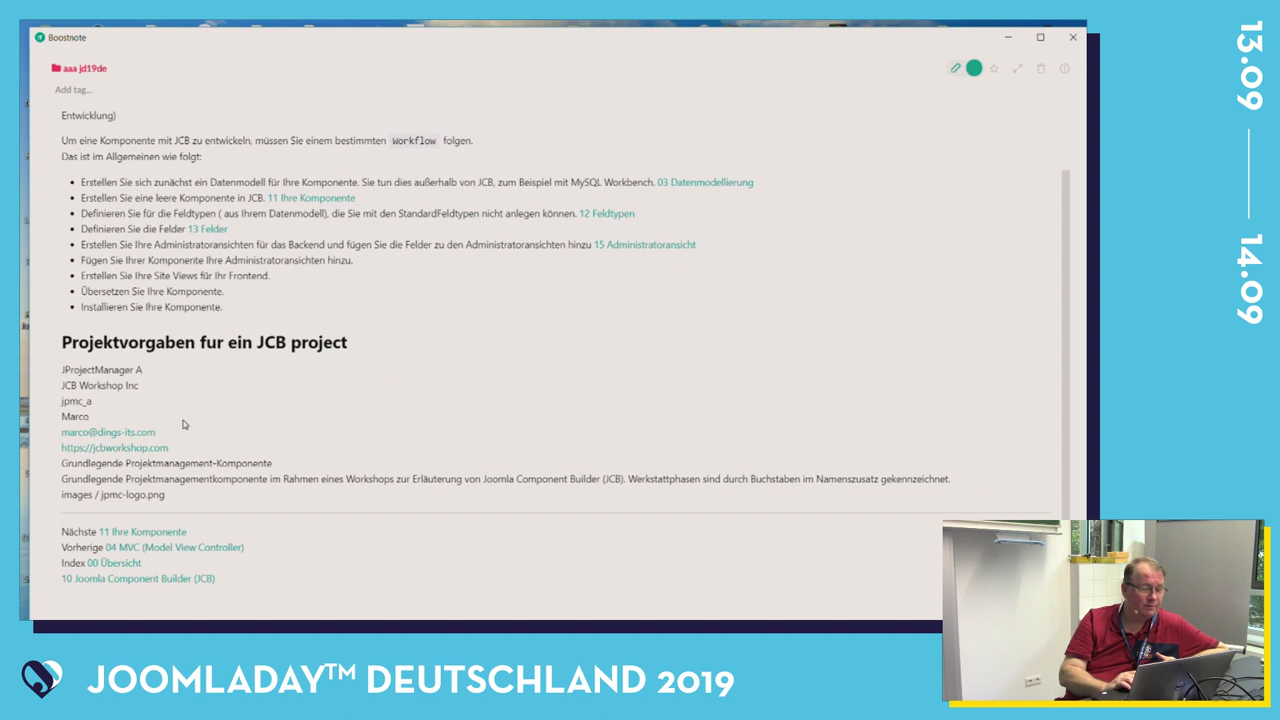 Boostnote
aaa jd19de
Add tag...
Entwicklung)
Um eine Komponente mit JCB zu entwickeln, müssen Sie einem bestimmten Workflow folgen.
Das ist im Allgemeinen wie folgt:
• Erstellen Sie sich zunächst ein Datenmodell für Ihre Komponente. Sie tun dies außerhalb von JCB, zum Beispiel mit MySQL Workbench. 03 Datenmodellierung
• Erstellen Sie eine leere Komponente in JCB. 11 Ihre Komponente
• Definieren Sie für die Feldtypen ( aus Ihrem Datenmodell), die Sie mit den StandardFeldtypen nicht anlegen können. 12 Feldtypen
• Definieren Sie die Felder 13 Felder
• Erstellen Sie Ihre Administratoransichten für das Backend und fügen Sie die Felder zu den Administratoransichten hinzu 15 Administratoransicht
• Fügen Sie Ihrer Komponente Ihre Administratoransichten hinzu.
• Erstellen Sie Ihre Site Views für Ihr Frontend.
• Übersetzen Sie Ihre Komponente.
• Installieren Sie Ihre Komponente.
Projektvorgaben fur ein JCB project
JProjectManager A
JCB Workshop Inc
jpmc_a
Marco
marco@dings-its.com
https://jcbworkshop.com
Grundlegende Projektmanagement-Komponente
Grundlegende Projektmanagementkomponente im Rahmen eines Workshops zur Erläuterung von Joomla Component Builder (JCB). Werkstattphasen sind durch Buchstaben im Namenszusatz gekennzeichnet.
images / jpmc-logo.png
Nächste 11 Ihre Komponente
Vorherige 04 MVC (Model View Controller)
Index 00 Übersicht
10 Joomla Component Builder (JCB)
13.09
14.09
JOOMLADAY™ DEUTSCHLAND 2019